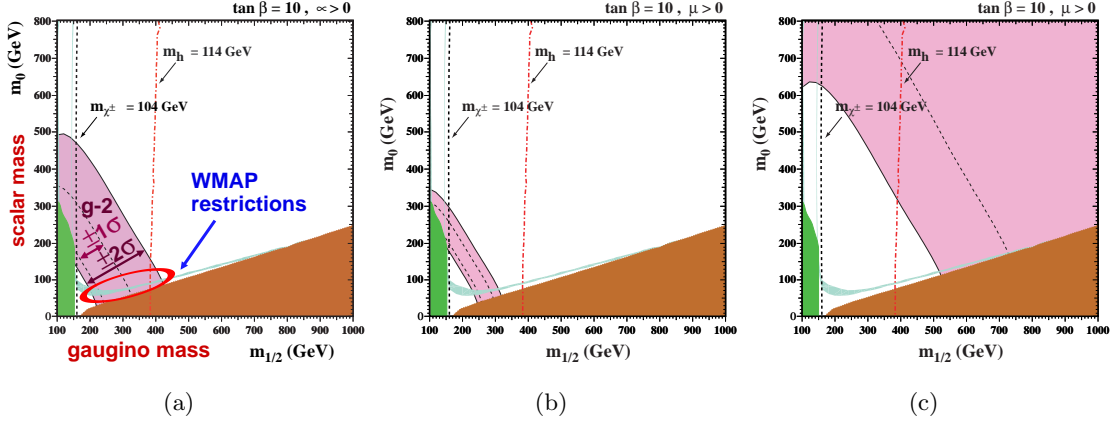 tan β = 10 , ∝ > 0
800
700
600
500
400
300
200
100
0
m0 (GeV)
scalar mass
mh = 114 GeV
mχ± = 104 GeV
WMAP
restrictions
g-2
±1σ
±2σ
100 200 300 400 500 600 700 800 900 1000
gaugino mass
m1/2 (GeV)
(a)
tan β = 10 , μ > 0
800
700
600
500
400
300
200
100
0
m0 (GeV)
mh = 114 GeV
mχ± = 104 GeV
100 200 300 400 500 600 700 800 900 1000
m1/2 (GeV)
(b)
tan β = 10 , μ > 0
800
700
600
500
400
300
200
100
0
m0 (GeV)
mh = 114 GeV
mχ± = 104 GeV
100 200 300 400 500 600 700 800 900 1000
m1/2 (GeV)
(c)